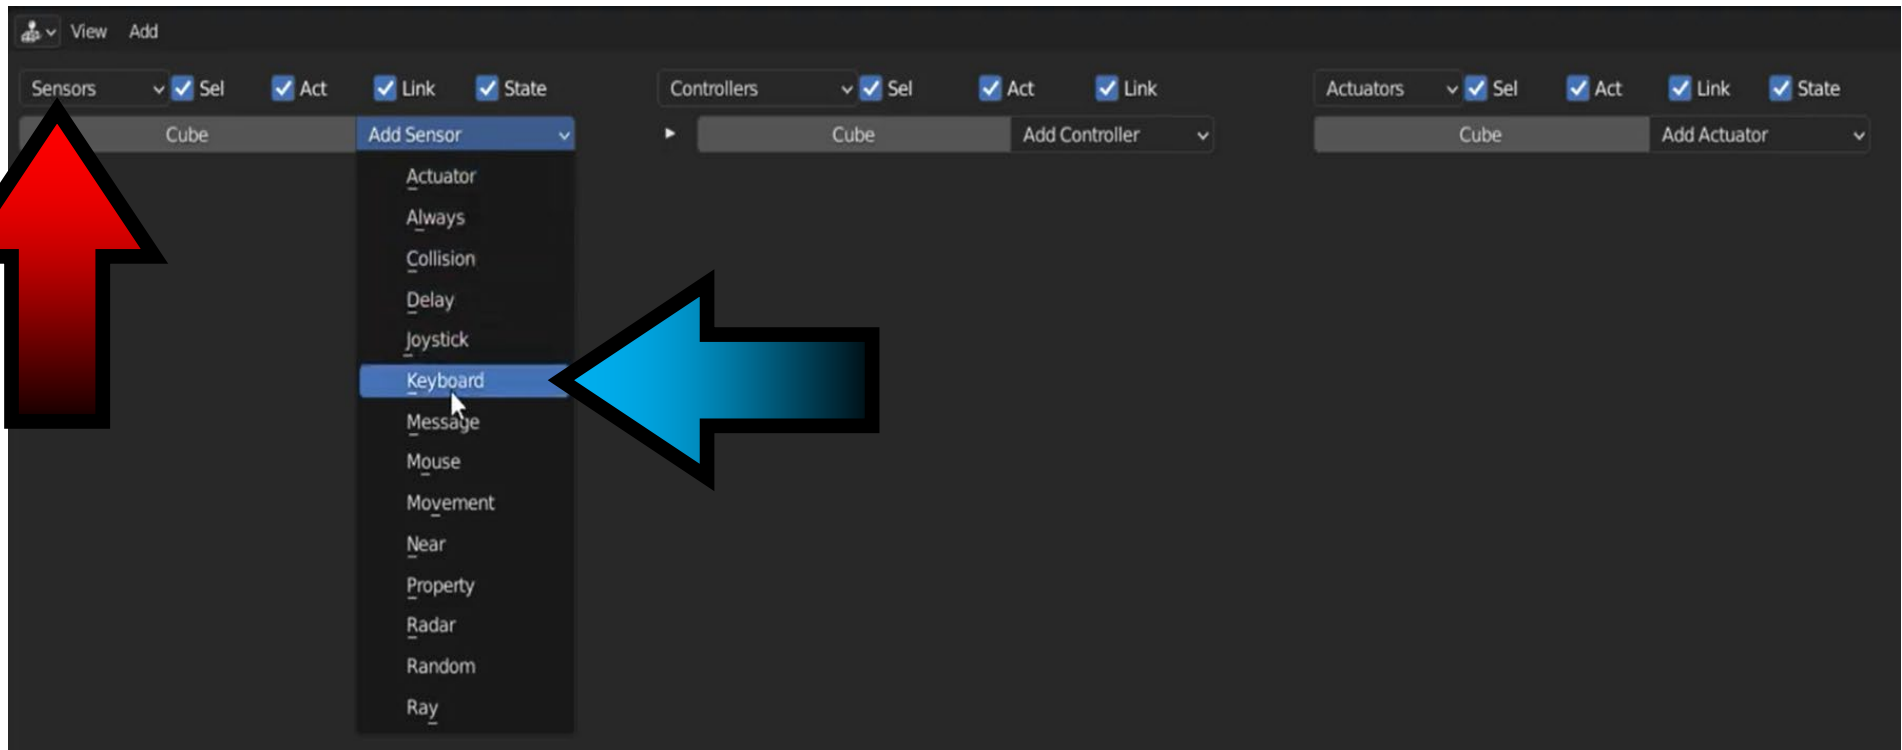 View Add
Sensors Sel Act Link State Controllers Sel Act Link Actuators Sel Act Link State
Cube Add Sensor Cube Add Controller Cube Add Actuator
Actuator
Always
Collision
Delay
Joystick
Keyboard
Message
Mouse
Movement
Near
Property
Radar
Random
Ray